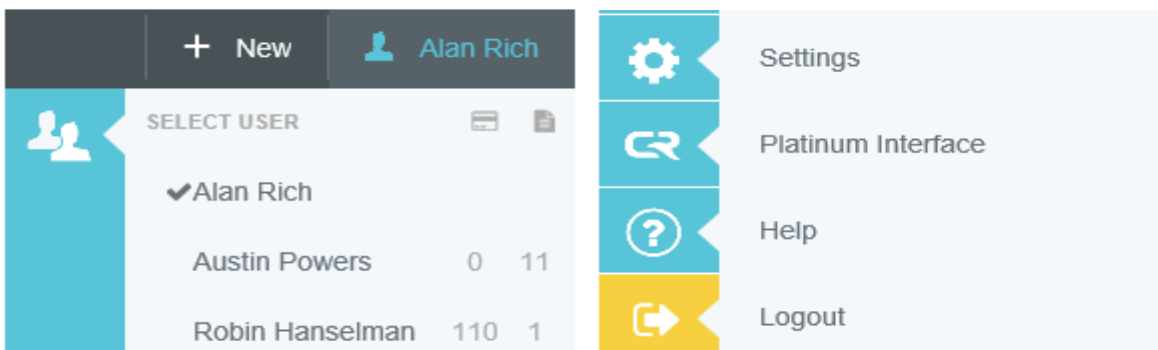 + New Alan Rich
SELECT USER
Alan Rich
Austin Powers 0 11
Robin Hanselman 110 1
Settings
CR Platinum Interface
? Help
Logout